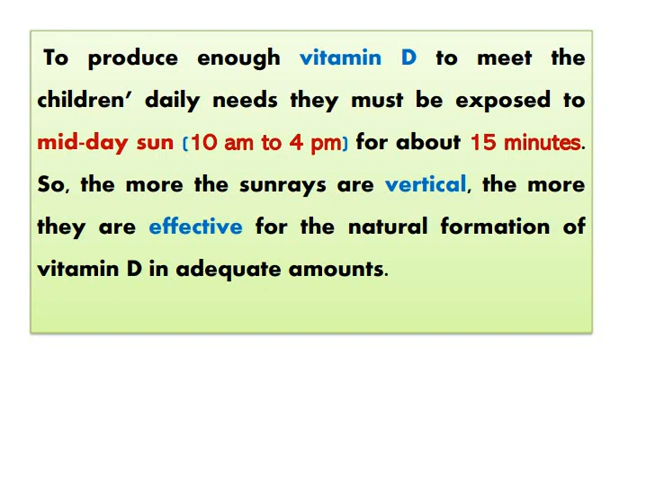 To produce enough vitamin D to meet the
children' daily needs they must be exposed to
mid-day sun (10 am to 4 pm) for about 15 minutes.
So, the more the sunrays are vertical, the more
they are effective for the natural formation of
vitamin D in adequate amounts.